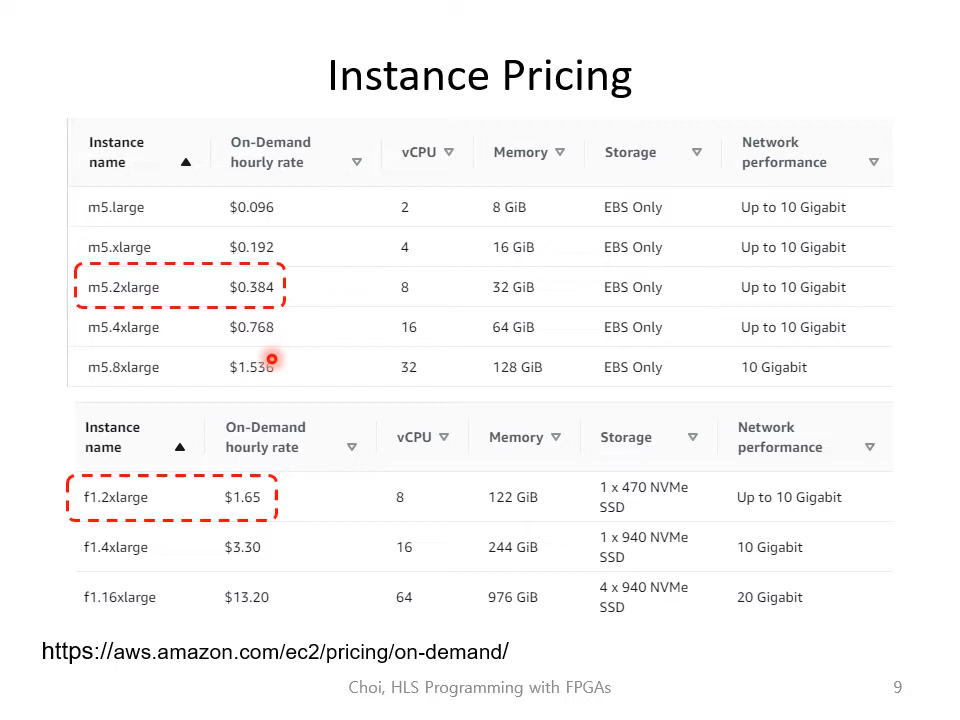 Instance Pricing
Instance name On-Demand hourly rate vCPU Memory Storage Network performance
m5.large $0.096 2 8 GiB EBS Only Up to 10 Gigabit
m5.xlarge $0.192 4 16 GiB EBS Only Up to 10 Gigabit
m5.2xlarge $0.384 8 32 GiB EBS Only Up to 10 Gigabit
m5.4xlarge $0.768 16 64 GiB EBS Only Up to 10 Gigabit
m5.8xlarge $1.536 32 128 GiB EBS Only 10 Gigabit
Instance name On-Demand hourly rate vCPU Memory Storage Network performance
f1.2xlarge $1.65 8 122 GiB 1 x 470 NVMe SSD Up to 10 Gigabit
f1.4xlarge $3.30 16 244 GiB 1 x 940 NVMe SSD 10 Gigabit
f1.16xlarge $13.20 64 976 GiB 4 x 940 NVMe SSD 20 Gigabit
https://aws.amazon.com/ec2/pricing/on-demand/
Choi, HLS Programming with FPGAs 9